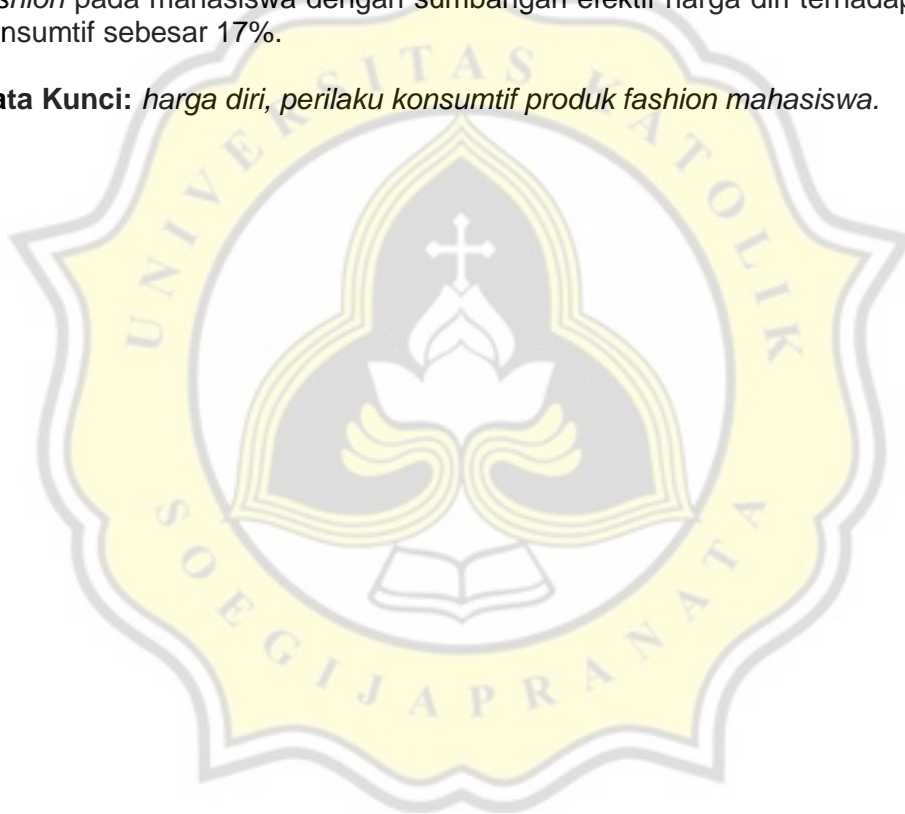 shion pada mahasiswa dengan sumbangan efektif harga diri terhadap
nsumtif sebesar 17%.
ata Kunci: harga diri, perilaku konsumtif produk fashion mahasiswa.
UNIVERSITAS KATOLIK
SOEGIJAPRANATA